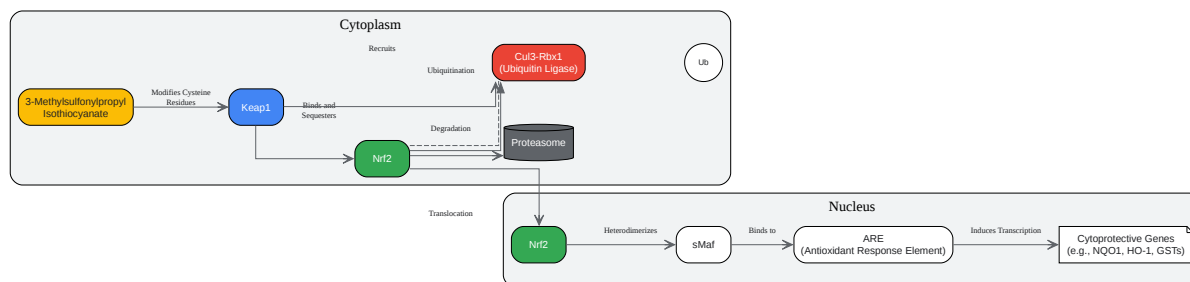 Cytoplasm
Recruits
Cul3-Rbx1
(Ubiquitin Ligase)
Ub
Ubiquitination
3-Methylsulfonylpropyl
Isothiocyanate
Modifies Cysteine
Residues
Keap1
Binds and
Sequesters
Degradation
Proteasome
Nrf2
Translocation
Nucleus
Nrf2
Heterodimerizes
sMaf
Binds to
ARE
(Antioxidant Response Element)
Induces Transcription
Cytoprotective Genes
(e.g., NQO1, HO-1, GSTs)